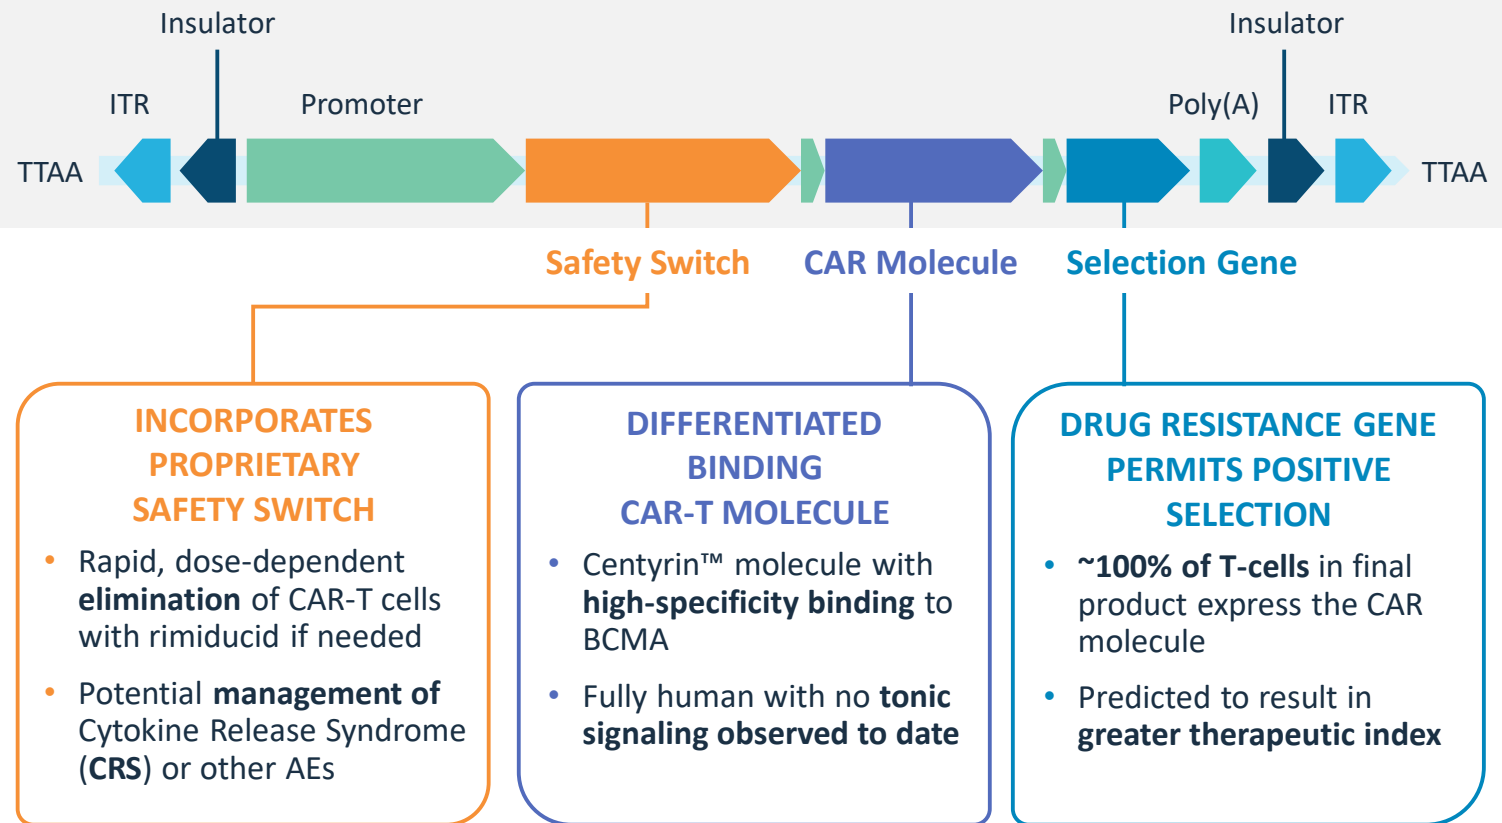 Insulator
Insulator
ITR
Promoter
Poly(A)
ITR
TTAA
TTAA
Safety Switch
CAR Molecule
Selection Gene
INCORPORATES
PROPRIETARY
SAFETY SWITCH
• Rapid, dose-dependent
elimination of CAR-T cells
with rimiducid if needed
• Potential management of
Cytokine Release Syndrome
(CRS) or other AEs
DIFFERENTIATED
BINDING
CAR-T MOLECULE
• Centyrin™ molecule with
high-specificity binding to
BCMA
• Fully human with no tonic
signaling observed to date
DRUG RESISTANCE GENE
PERMITS POSITIVE
SELECTION
• ~100% of T-cells in final
product express the CAR
molecule
• Predicted to result in
greater therapeutic index